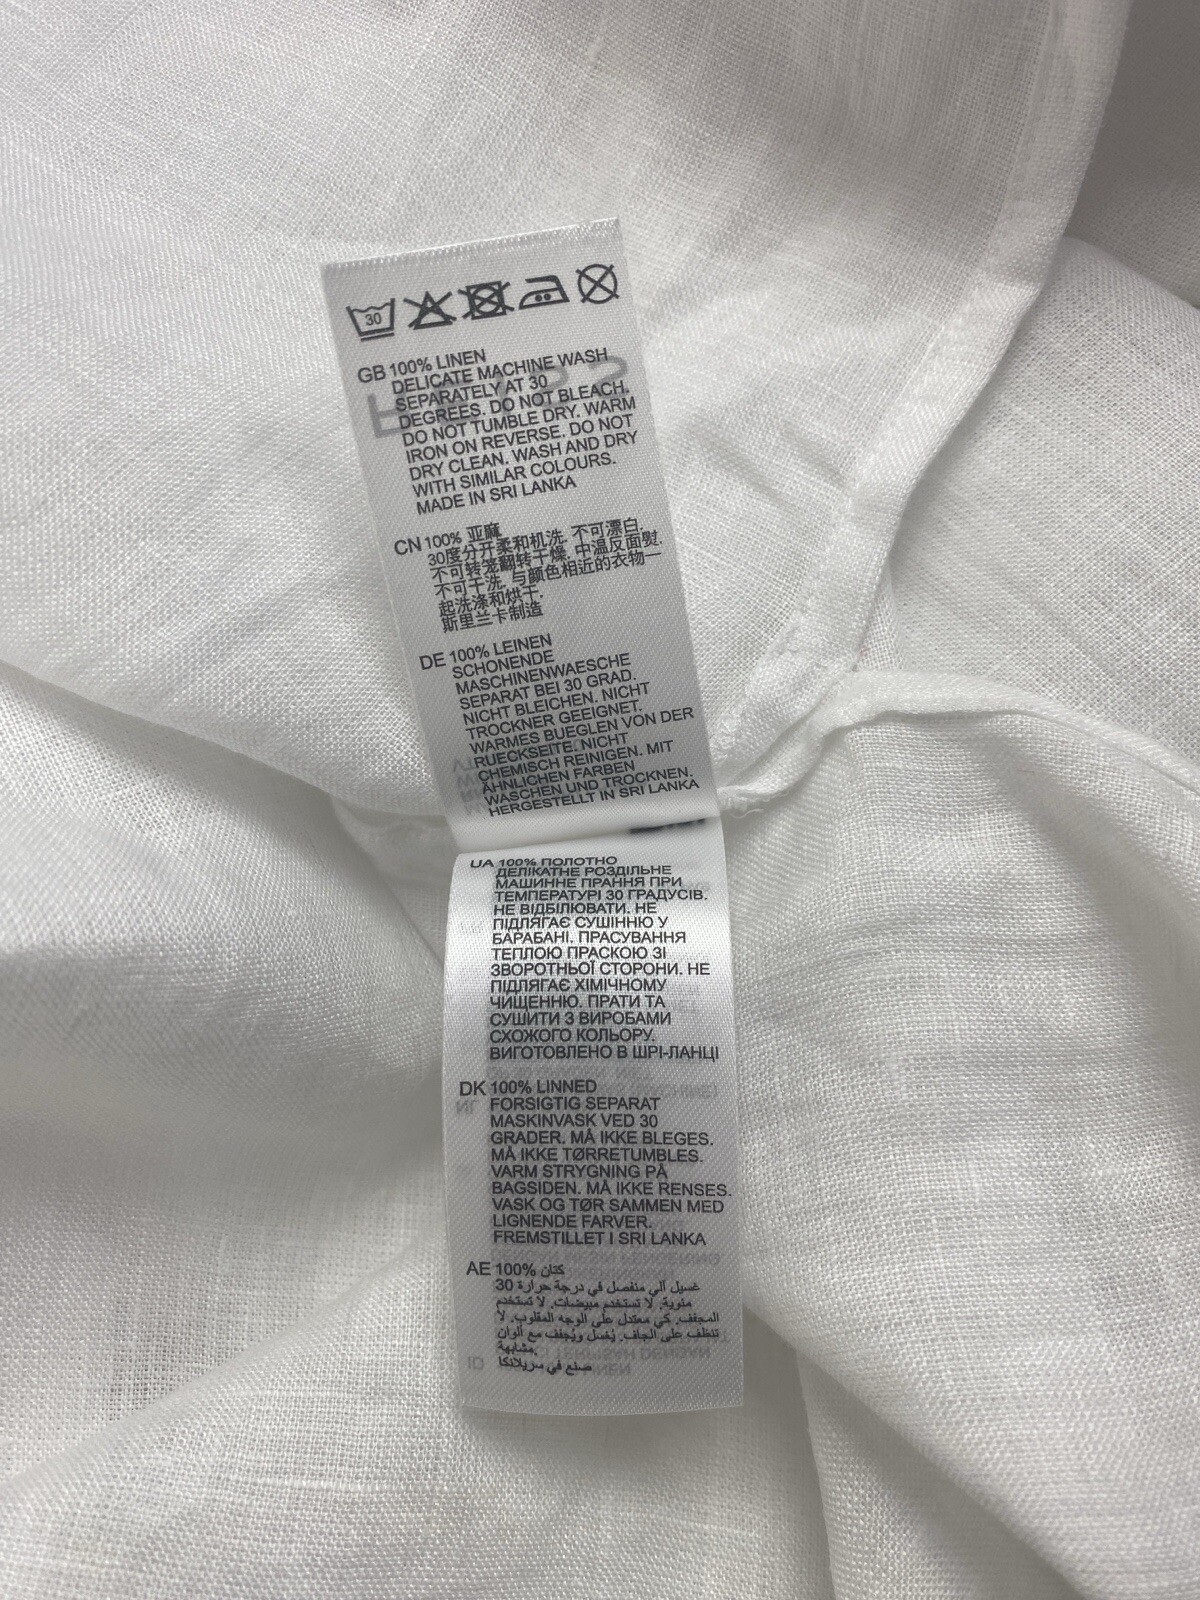 30
GB 100% LINEN
DELICATE MACHINE WASH
SEPARATELY AT 30
DEGREES. DO NOT BLEACH.
DO NOT TUMBLE DRY. WARM
IRON ON REVERSE. DO NOT
DRY CLEAN. WASH AND DRY
WITH SIMILAR COLOURS.
MADE IN SRI LANKA
CN 100% 亚麻
30度分开柔和机洗. 不可漂白.
不可转笼翻转干燥. 中温反面熨.
不可干洗. 与颜色相近的衣物一
起洗涤和烘干.
斯里兰卡制造
DE 100% LEINEN
SCHONENDE
MASCHINENWAESCHE
SEPARAT BEI 30 GRAD.
NICHT BLEICHEN. NICHT
TROCKNER GEEIGNET.
WARMES BUEGLEN VON DER
RUECKSEITE. NICHT
CHEMISCH REINIGEN. MIT
ÄHNLICHEN FARBEN
WASCHEN UND TROCKNEN.
HERGESTELLT IN SRI LANKA
UA 100% ПОЛОТНО
ДЕЛІКАТНЕ РОЗДІЛЬНЕ
МАШИННЕ ПРАННЯ ПРИ
ТЕМПЕРАТУРІ 30 ГРАДУСІВ.
НЕ ВІДБІЛЮВАТИ. НЕ
ПІДЛЯГАЄ СУШІННЮ У
БАРАБАНІ. ПРАСУВАННЯ
ТЕПЛОЮ ПРАСКОЮ ЗІ
ЗВОРОТНЬОЇ СТОРОНИ. НЕ
ПІДЛЯГАЄ ХІМІЧНОМУ
ЧИЩЕННЮ. ПРАТИ ТА
СУШИТИ З ВИРОБАМИ
СХОЖОГО КОЛЬОРУ.
ВИГОТОВЛЕНО В ШРІ-ЛАНЦІ
DK 100% LINNED
FORSIGTIG SEPARAT
MASKINVASK VED 30
GRADER. MÅ IKKE BLEGES.
MÅ IKKE TØRRETUMBLES.
VARM STRYGNING PÅ
BAGSIDEN. MÅ IKKE RENSES.
VASK OG TØR SAMMEN MED
LIGNENDE FARVER.
FREMSTILLET I SRI LANKA
AE 100% كتان
غسيل آلي منفصل في درجة حرارة 30
مئوية. لا تستخدم مبيضات. لا تستخدم
المجفف. كي معتدل على الوجه المقلوب. لا
تنظف على الجاف. يُغسل ويُجفف مع ألوان
مشابهة.
صنع في سريلانكا